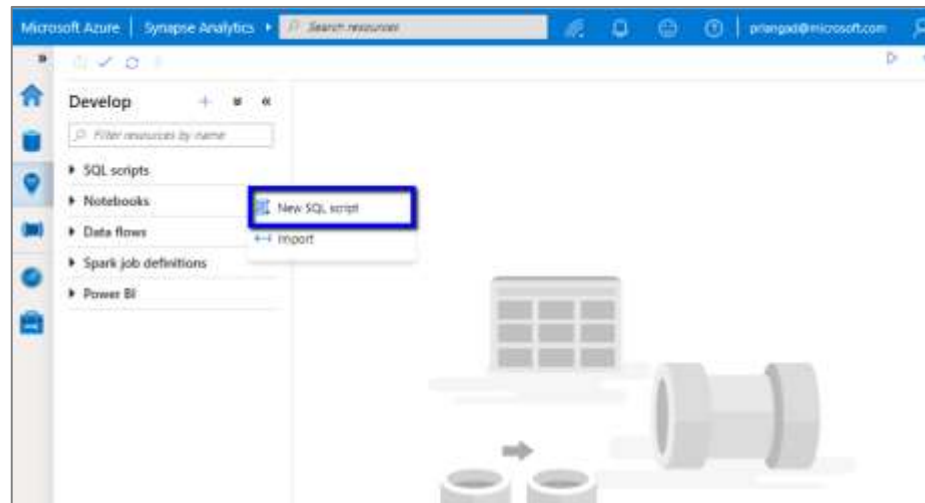 Microsoft Azure | Synapse Analytics
Search resources
priangad@microsoft.com
Develop
Filter resources by name
SQL scripts
Notebooks
Data flows
Spark job definitions
Power BI
New SQL script
Import